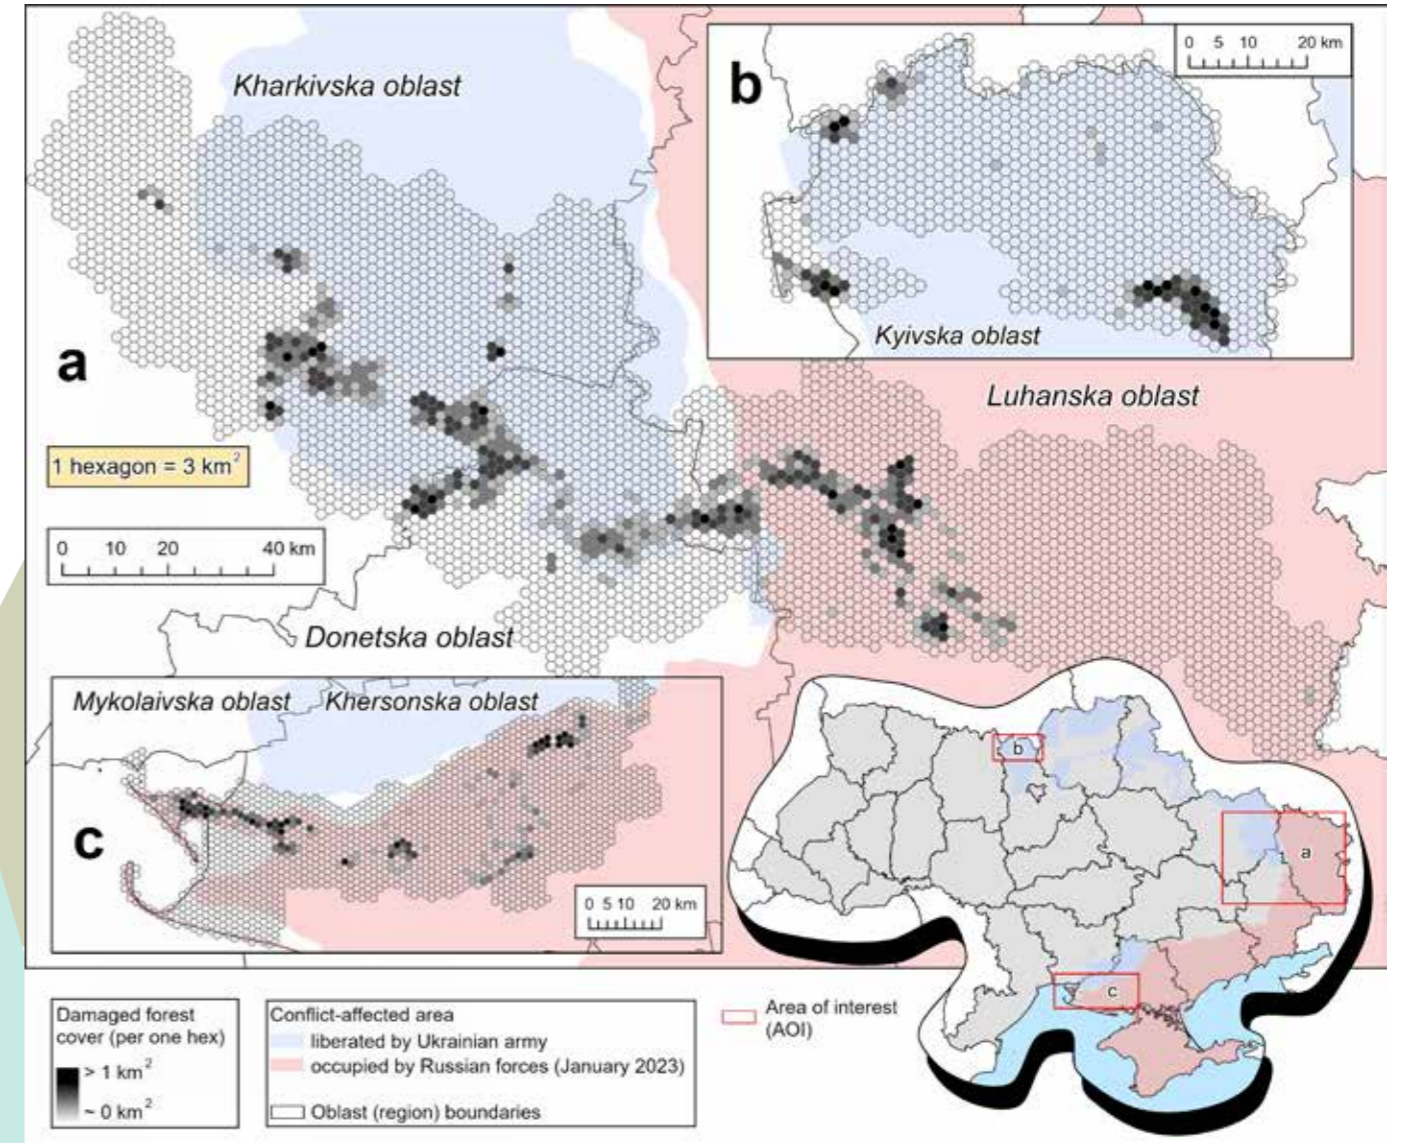 Kharkivska oblast
b
0 5 10 20 km
Kyivska oblast
a
Luhanska oblast
1 hexagon = 3 km²
0 10 20 40 km
Donetska oblast
Mykolaivska oblast
Khersonska oblast
c
0 5 10 20 km
b
a
c
Damaged forest
cover (per one hex)
> 1 km²
~ 0 km²
Conflict-affected area
liberated by Ukrainian army
occupied by Russian forces (January 2023)
Oblast (region) boundaries
Area of interest
(AOI)